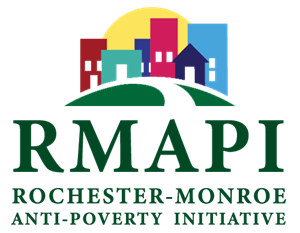 RMAPI
ROCHESTER-MONROE
ANTI-POVERTY INITIATIVE